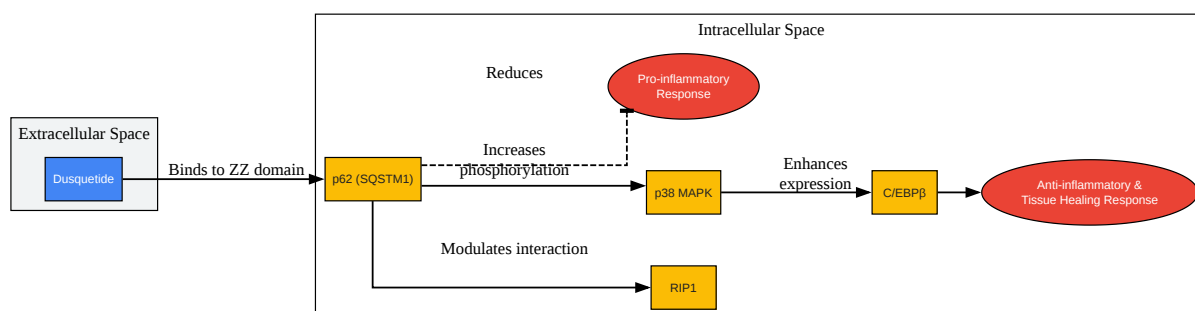 Intracellular Space
Reduces
Pro-inflammatory
Response
Extracellular Space
Dusquetide
Binds to ZZ domain
p62 (SQSTM1)
Increases
phosphorylation
p38 MAPK
Enhances
expression
C/EBPβ
Anti-inflammatory &
Tissue Healing Response
Modulates interaction
RIP1